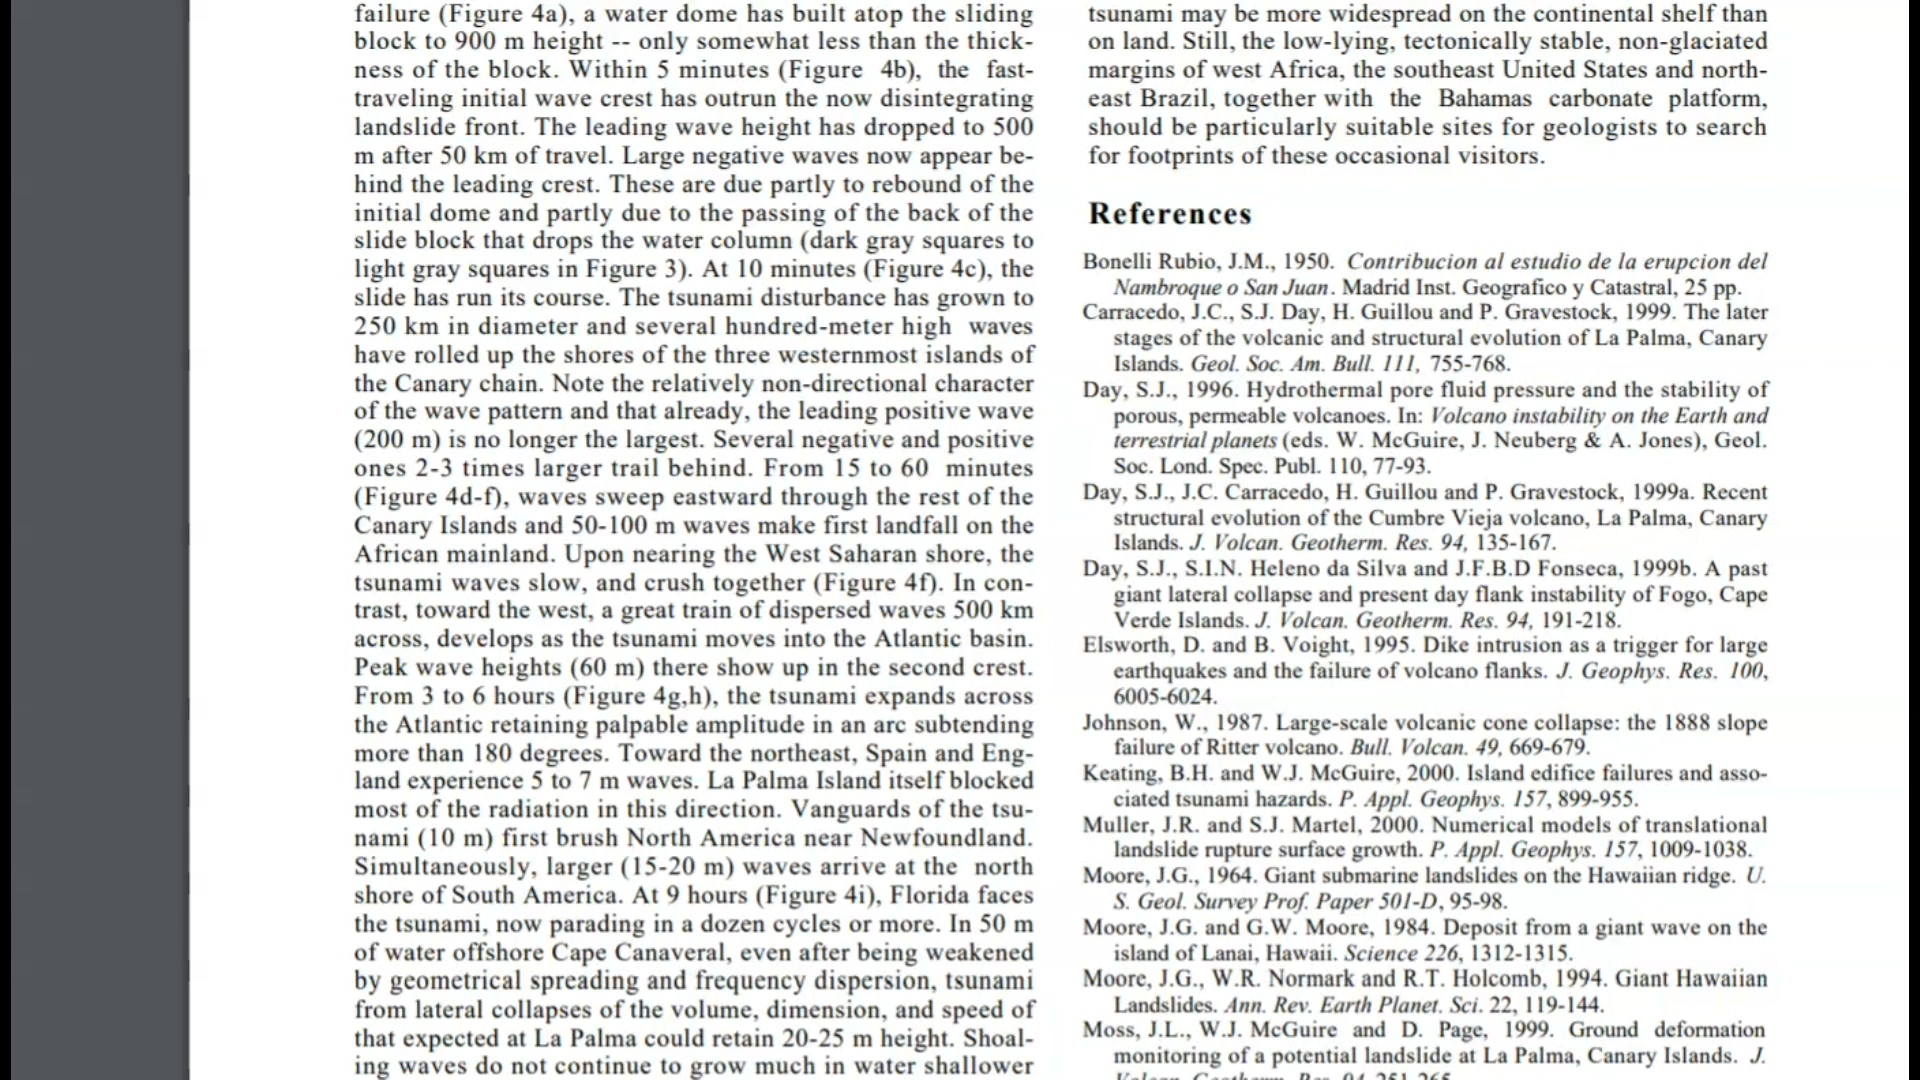 failure (Figure 4a), a water dome has built atop the sliding
block to 900 m height -- only somewhat less than the thick-
ness of the block. Within 5 minutes (Figure 4b), the fast-
traveling initial wave crest has outrun the now disintegrating
landslide front. The leading wave height has dropped to 500
m after 50 km of travel. Large negative waves now appear be-
hind the leading crest. These are due partly to rebound of the
initial dome and partly due to the passing of the back of the
slide block that drops the water column (dark gray squares to
light gray squares in Figure 3). At 10 minutes (Figure 4c), the
slide has run its course. The tsunami disturbance has grown to
250 km in diameter and several hundred-meter high waves
have rolled up the shores of the three westernmost islands of
the Canary chain. Note the relatively non-directional character
of the wave pattern and that already, the leading positive wave
(200 m) is no longer the largest. Several negative and positive
ones 2-3 times larger trail behind. From 15 to 60 minutes
(Figure 4d-f), waves sweep eastward through the rest of the
Canary Islands and 50-100 m waves make first landfall on the
African mainland. Upon nearing the West Saharan shore, the
tsunami waves slow, and crush together (Figure 4f). In con-
trast, toward the west, a great train of dispersed waves 500 km
across, develops as the tsunami moves into the Atlantic basin.
Peak wave heights (60 m) there show up in the second crest.
From 3 to 6 hours (Figure 4g,h), the tsunami expands across
the Atlantic retaining palpable amplitude in an arc subtending
more than 180 degrees. Toward the northeast, Spain and Eng-
land experience 5 to 7 m waves. La Palma Island itself blocked
most of the radiation in this direction. Vanguards of the tsu-
nami (10 m) first brush North America near Newfoundland.
Simultaneously, larger (15-20 m) waves arrive at the north
shore of South America. At 9 hours (Figure 4i), Florida faces
the tsunami, now parading in a dozen cycles or more. In 50 m
of water offshore Cape Canaveral, even after being weakened
by geometrical spreading and frequency dispersion, tsunami
from lateral collapses of the volume, dimension, and speed of
that expected at La Palma could retain 20-25 m height. Shoal-
ing waves do not continue to grow much in water shallower
tsunami may be more widespread on the continental shelf than
on land. Still, the low-lying, tectonically stable, non-glaciated
margins of west Africa, the southeast United States and north-
east Brazil, together with the Bahamas carbonate platform,
should be particularly suitable sites for geologists to search
for footprints of these occasional visitors.
References
Bonelli Rubio, J.M., 1950. Contribucion al estudio de la erupcion del
Nambroque o San Juan. Madrid Inst. Geografico y Catastral, 25 pp.
Carracedo, J.C., S.J. Day, H. Guillou and P. Gravestock, 1999. The later
stages of the volcanic and structural evolution of La Palma, Canary
Islands. Geol. Soc. Am. Bull. 111, 755-768.
Day, S.J., 1996. Hydrothermal pore fluid pressure and the stability of
porous, permeable volcanoes. In: Volcano instability on the Earth and
terrestrial planets (eds. W. McGuire, J. Neuberg & A. Jones), Geol.
Soc. Lond. Spec. Publ. 110, 77-93.
Day, S.J., J.C. Carracedo, H. Guillou and P. Gravestock, 1999a. Recent
structural evolution of the Cumbre Vieja volcano, La Palma, Canary
Islands. J. Volcan. Geotherm. Res. 94, 135-167.
Day, S.J., S.I.N. Heleno da Silva and J.F.B.D Fonseca, 1999b. A past
giant lateral collapse and present day flank instability of Fogo, Cape
Verde Islands. J. Volcan. Geotherm. Res. 94, 191-218.
Elsworth, D. and B. Voight, 1995. Dike intrusion as a trigger for large
earthquakes and the failure of volcano flanks. J. Geophys. Res. 100,
6005-6024.
Johnson, W., 1987. Large-scale volcanic cone collapse: the 1888 slope
failure of Ritter volcano. Bull. Volcan. 49, 669-679.
Keating, B.H. and W.J. McGuire, 2000. Island edifice failures and asso-
ciated tsunami hazards. P. Appl. Geophys. 157, 899-955.
Muller, J.R. and S.J. Martel, 2000. Numerical models of translational
landslide rupture surface growth. P. Appl. Geophys. 157, 1009-1038.
Moore, J.G., 1964. Giant submarine landslides on the Hawaiian ridge. U.
S. Geol. Survey Prof. Paper 501-D, 95-98.
Moore, J.G. and G.W. Moore, 1984. Deposit from a giant wave on the
island of Lanai, Hawaii. Science 226, 1312-1315.
Moore, J.G., W.R. Normark and R.T. Holcomb, 1994. Giant Hawaiian
Landslides. Ann. Rev. Earth Planet. Sci. 22, 119-144.
Moss, J.L., W.J. McGuire and D. Page, 1999. Ground deformation
monitoring of a potential landslide at La Palma, Canary Islands. J.